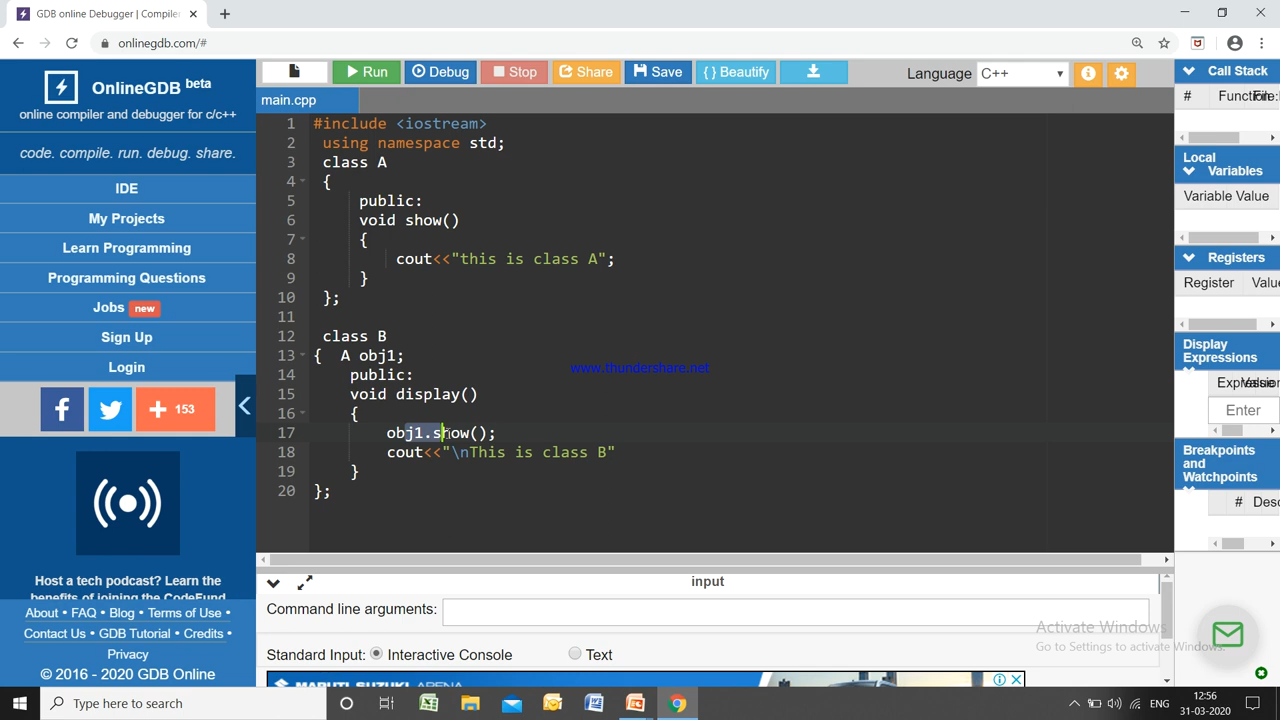 GDB online Debugger | Compiler
onlinegdb.com/#
OnlineGDB beta
online compiler and debugger for c/c++
code. compile. run. debug. share.
IDE
My Projects
Learn Programming
Programming Questions
Jobs new
Sign Up
Login
153
Host a tech podcast? Learn the
benefits of joining the CodeFund
About • FAQ • Blog • Terms of Use •
Contact Us • GDB Tutorial • Credits •
Privacy
© 2016 - 2020 GDB Online
Run Debug Stop Share Save { } Beautify Language C++
main.cpp
1 #include <iostream>
2 using namespace std;
3 class A
4 {
5 public:
6 void show()
7 {
8 cout<<"this is class A";
9 }
10 };
11
12 class B
13 { A obj1;
14 public:
15 void display()
16 {
17 obj1.show();
18 cout<<"\nThis is class B"
19 }
20 };
www.thundershare.net
input
Command line arguments:
Standard Input: Interactive Console Text
MARUTI SUZUKI ARENA
Call Stack
# Function File:
Local
Variables
Variable Value
Registers
Register Value
Display
Expressions
Expression Value
Enter
Breakpoints
and
Watchpoints
# Desc
Activate Windows
Go to Settings to activate Windows.
Type here to search
ENG
12:56
31-03-2020